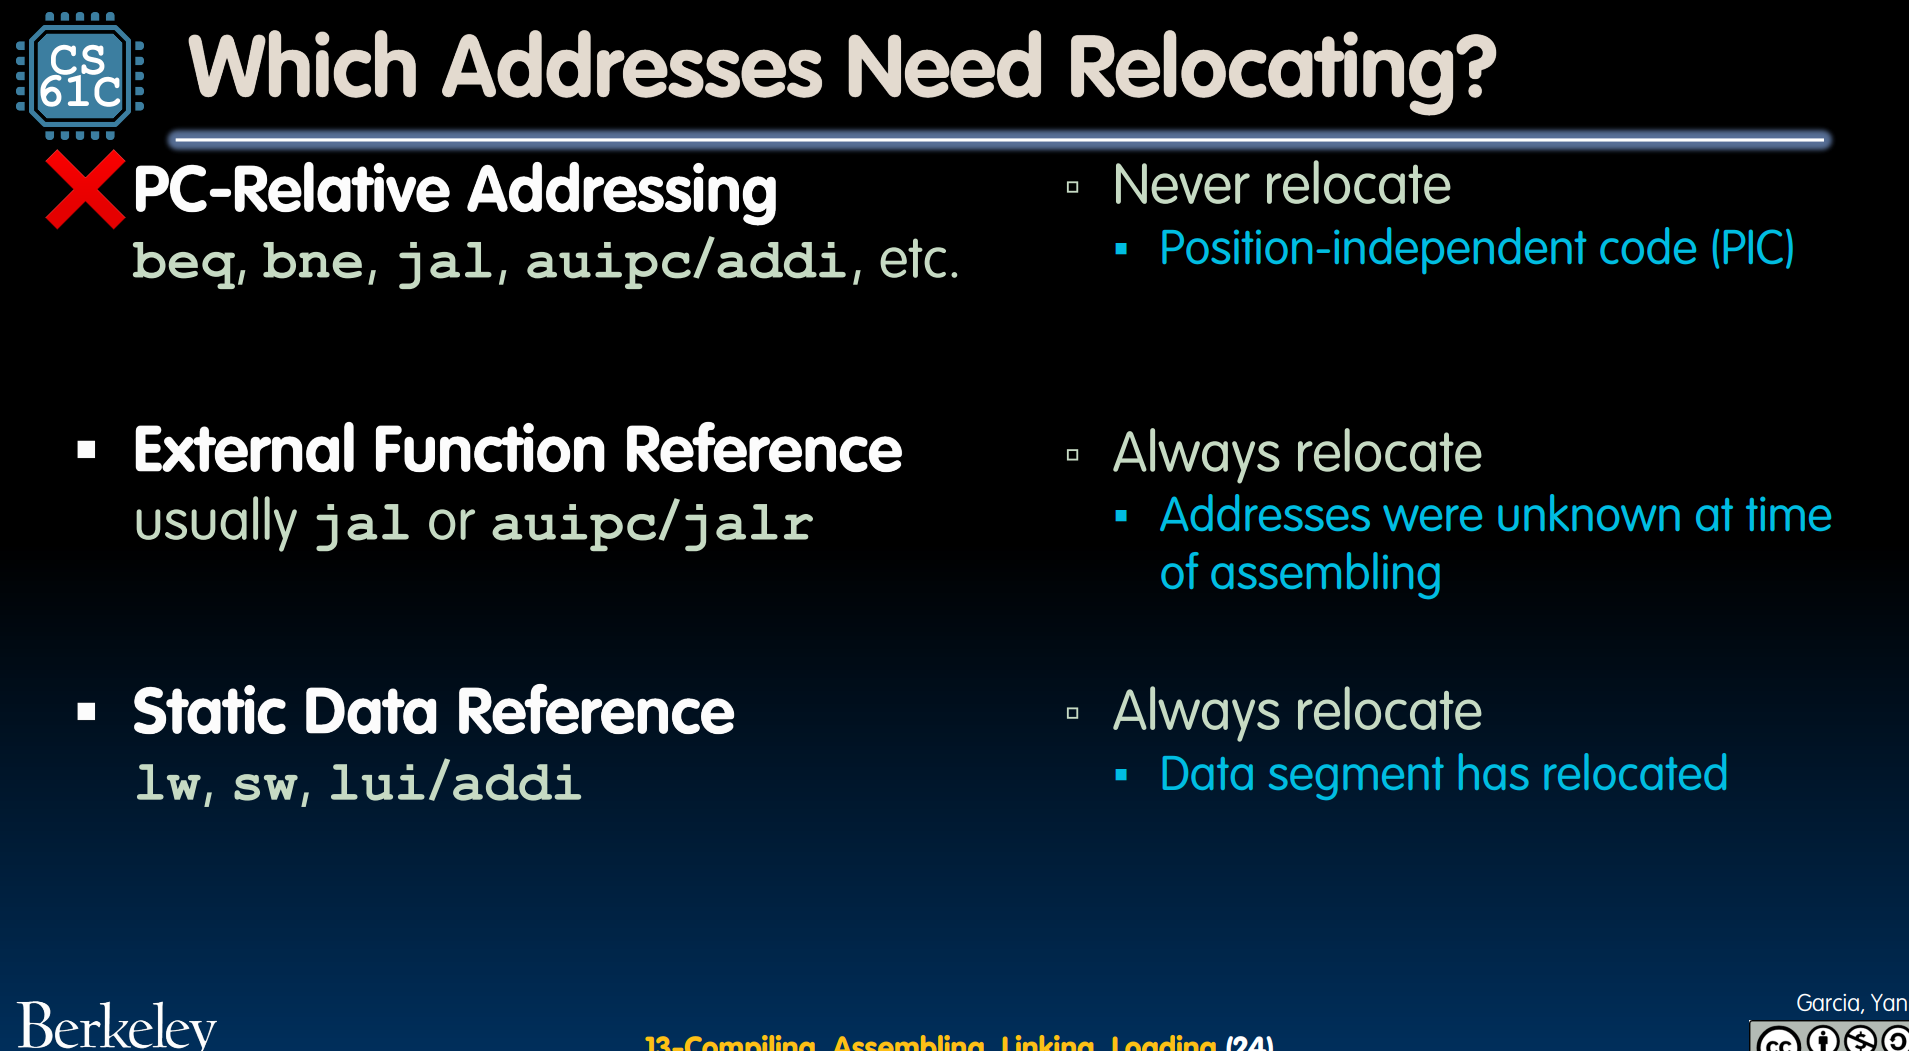 CS
61C
Which Addresses Need Relocating?
PC-Relative Addressing
beq, bne, jal, auipc/addi, etc.
▫ Never relocate
▪ Position-independent code (PIC)
▪ External Function Reference
usually jal or auipc/jalr
▫ Always relocate
▪ Addresses were unknown at time
of assembling
▪ Static Data Reference
lw, sw, lui/addi
▫ Always relocate
▪ Data segment has relocated
Berkeley
13-Compiling, Assembling, Linking, Loading (24)
Garcia, Yan
cc